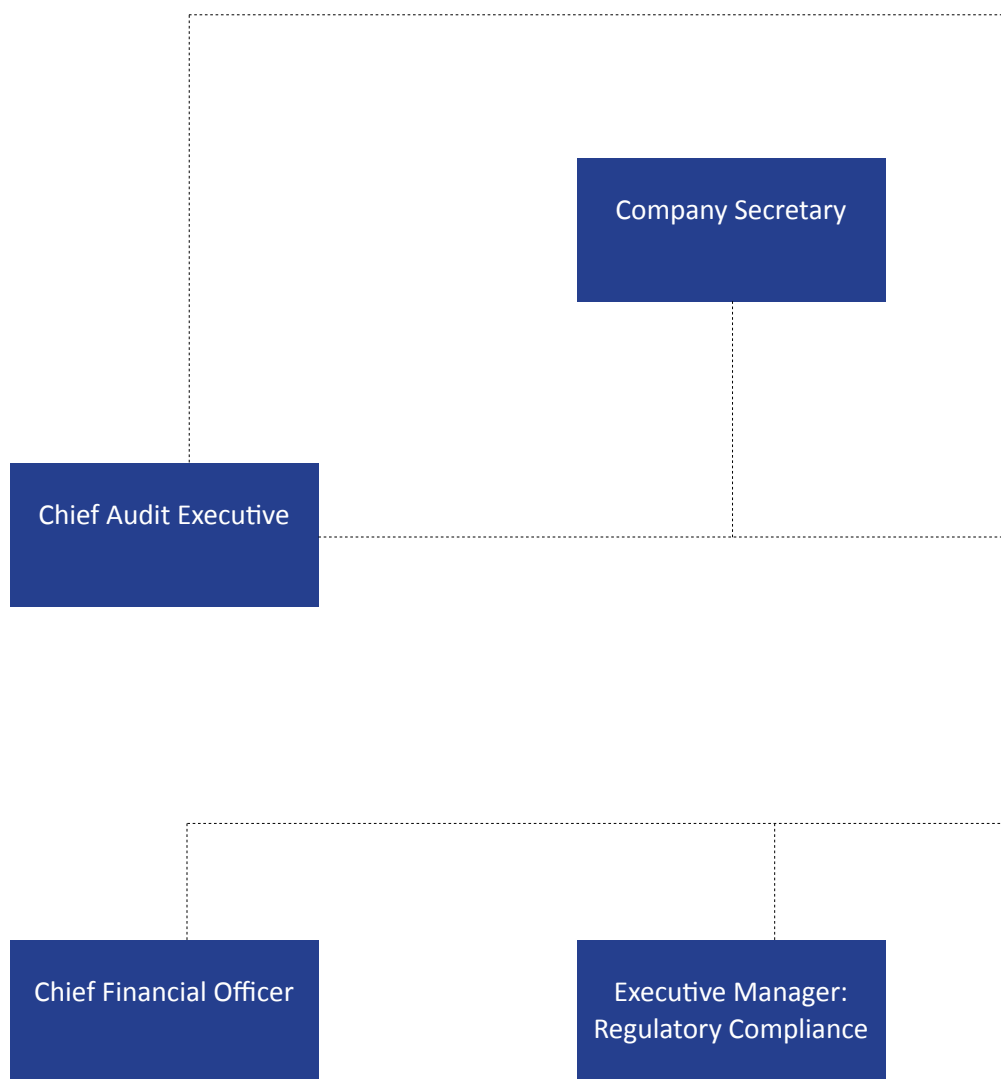 Company Secretary
Chief Audit Executive
Chief Financial Officer
Executive Manager:
Regulatory Compliance